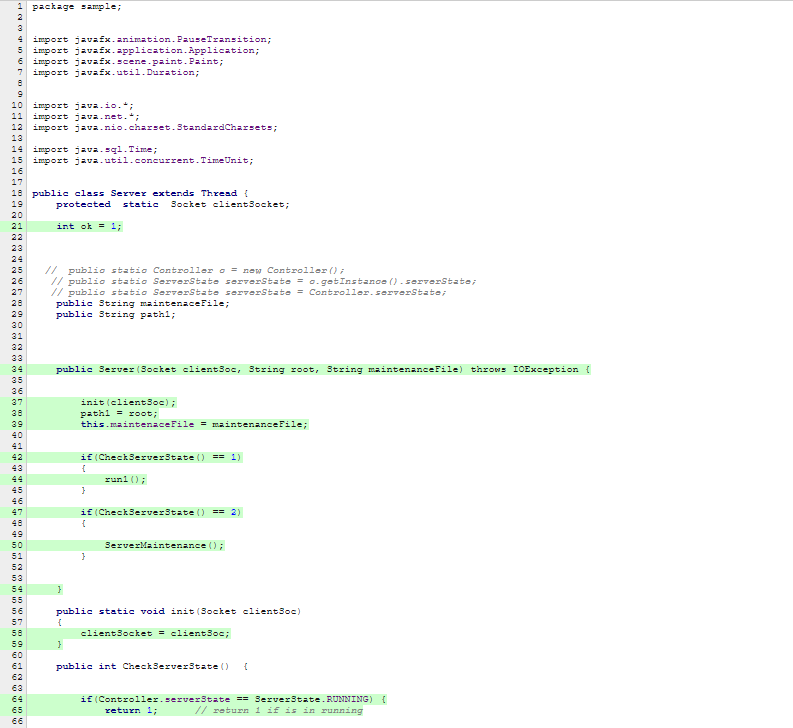 1 package sample;
2
3
4 import javafx.animation.PauseTransition;
5 import javafx.application.Application;
6 import javafx.scene.paint.Paint;
7 import javafx.util.Duration;
8
9
10 import java.io.*;
11 import java.net.*;
12 import java.nio.charset.StandardCharsets;
13
14 import java.sql.Time;
15 import java.util.concurrent.TimeUnit;
16
17
18 public class Server extends Thread {
19 protected static Socket clientSocket;
20
21 int ok = 1;
22
23
24
25 // public static Controller c = new Controller();
26 // public static ServerState serverState = c.getInstance().serverState;
27 // public static ServerState serverState = Controller.serverState;
28 public String maintenaceFile;
29 public String path1;
30
31
32
33
34 public Server(Socket clientSoc, String root, String maintenanceFile) throws IOException {
35
36
37 init(clientSoc);
38 path1 = root;
39 this.maintenaceFile = maintenanceFile;
40
41
42 if(CheckServerState() == 1)
43 {
44 run1();
45 }
46
47 if(CheckServerState() == 2)
48 {
49
50 ServerMaintenance();
51 }
52
53
54 }
55
56 public static void init(Socket clientSoc)
57 {
58 clientSocket = clientSoc;
59 }
60
61 public int CheckServerState() {
62
63
64 if(Controller.serverState == ServerState.RUNNING) {
65 return 1; // return 1 if is in running
66